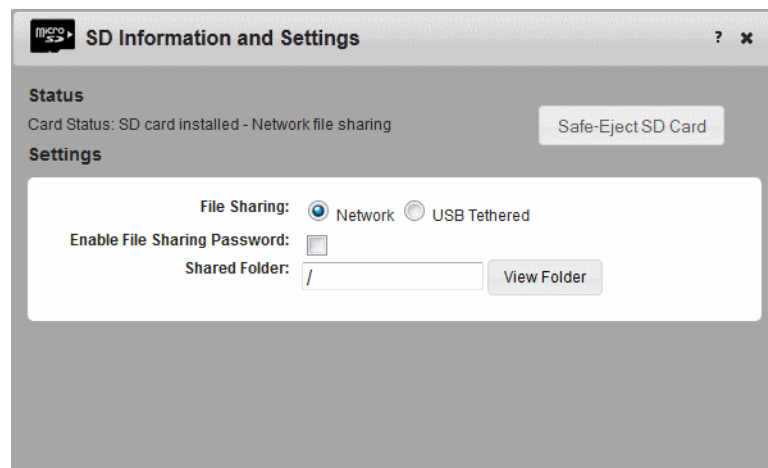 micro SD SD Information and Settings ? ✖
Status
Card Status: SD card installed - Network file sharing
Safe-Eject SD Card
Settings
File Sharing: Network USB Tethered
Enable File Sharing Password:
Shared Folder: / View Folder